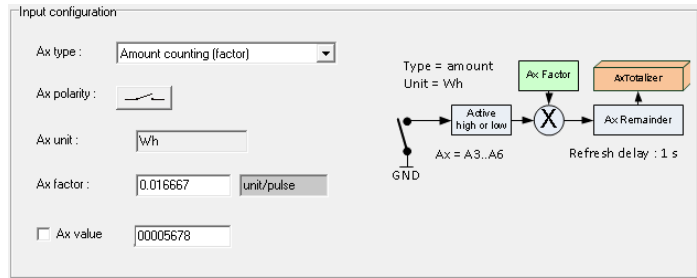 Input configuration
Ax type :
Amount counting (factor)
Ax polarity :
Ax unit :
Wh
Ax factor :
0.016667
unit/pulse
Ax value
00005678
Type = amount
Unit = Wh
Ax Factor
AxTotalizer
Active
high or low
X
Ax Remainder
Ax = A3..A6
Refresh delay : 1 s
GND